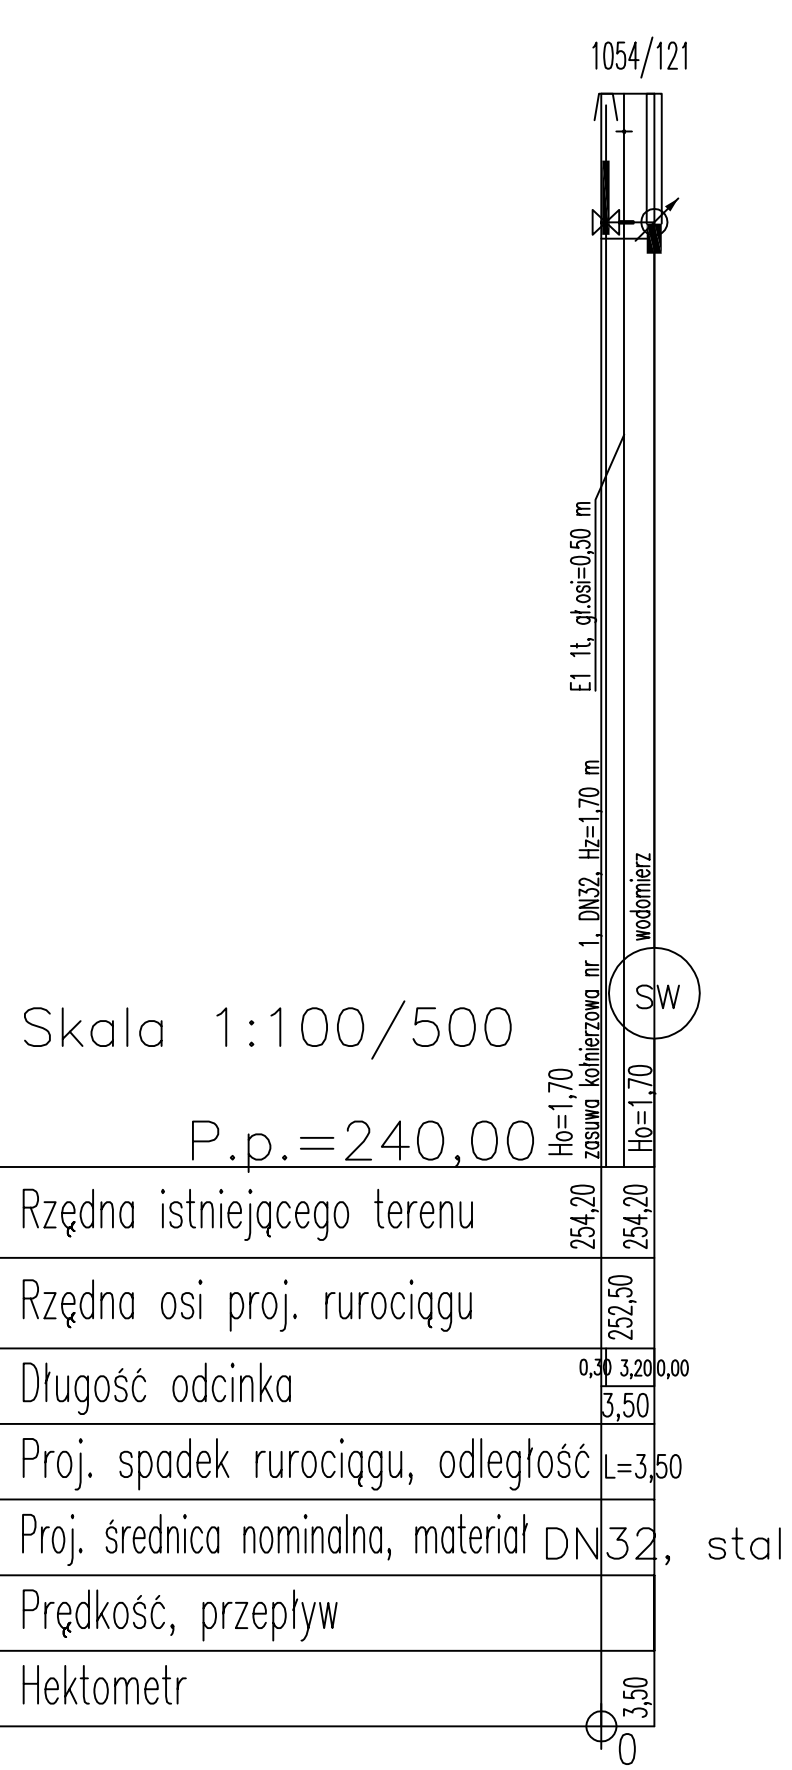 1054/121
E1 1t, gł.osi=0,50 m
zasuwa kołnierzowa nr 1, DN32, Hz=1,70 m
wodomierz
SW
Skala 1:100/500
Ho=1,70
Ho=1,70
P.p.=240,00
Rzędna istniejącego terenu 254,20 254,20
Rzędna osi proj. rurociągu 252,50
Długość odcinka 0,30 3,20 0,00
3,50
Proj. spadek rurociągu, odległość L=3,50
Proj. średnica nominalna, materiał DN32, stal
Prędkość, przepływ
Hektometr 3,50
0